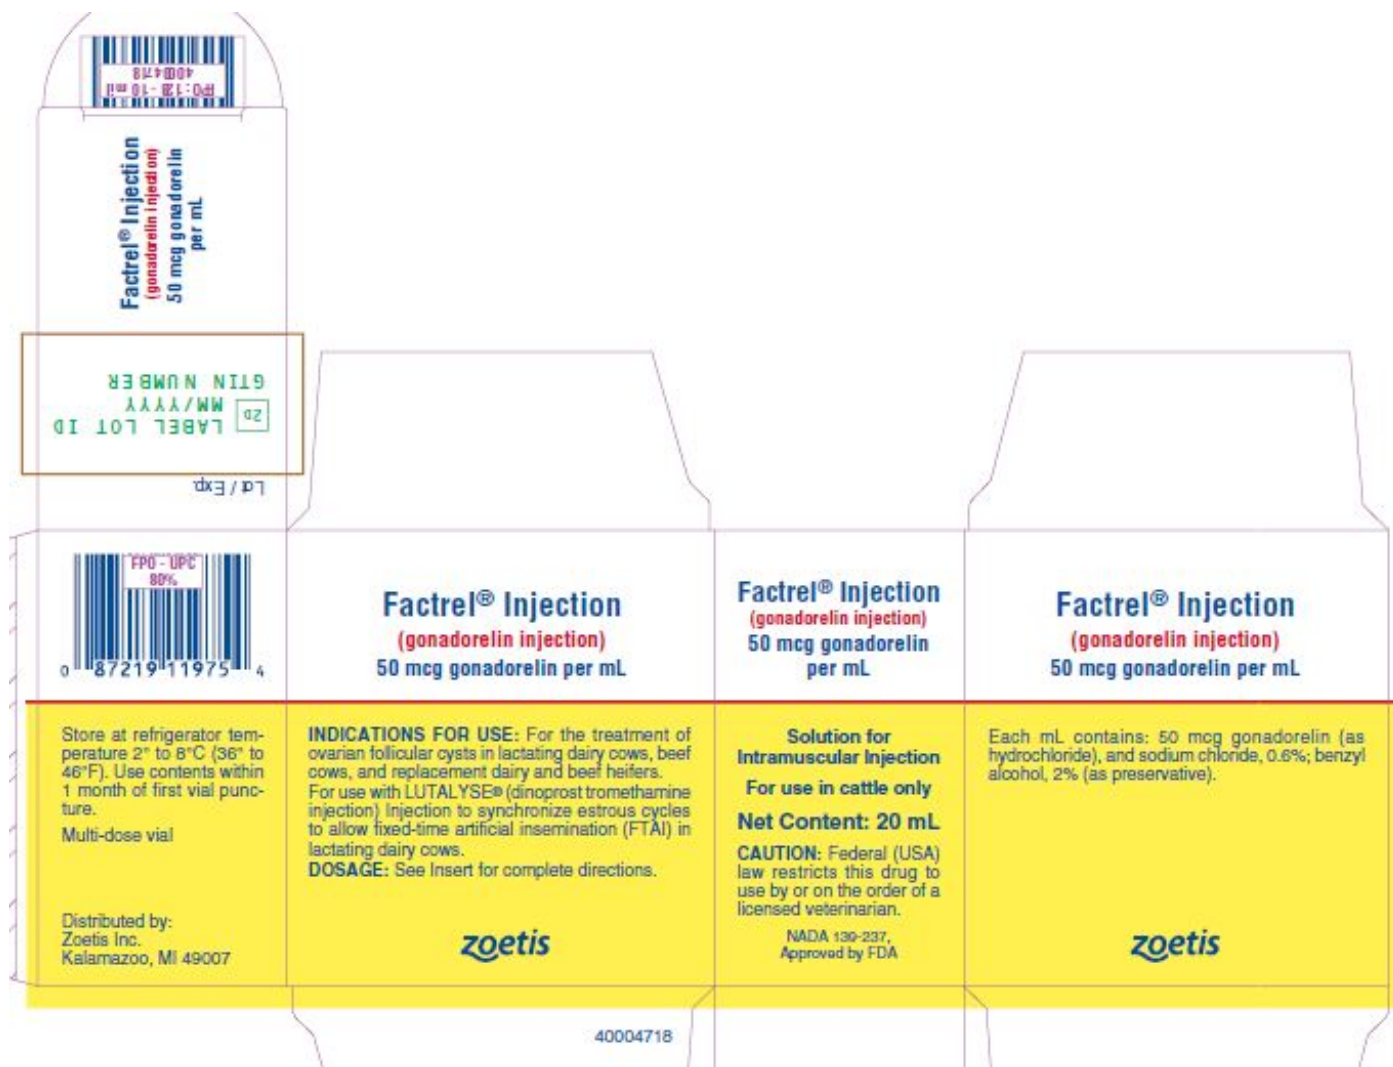 FPO: 128 - 10 mil
40004718
Factrel® Injection
(gonadorelin injection)
50 mcg gonadorelin
per mL
GTIN NUMBER
MM/YYYY
LABEL LOT ID
2D
Lot / Exp.
FPO - UPC
80%
0 87219 11975 4
Store at refrigerator tem-
perature 2° to 8°C (36° to
46°F). Use contents within
1 month of first vial punc-
ture.
Multi-dose vial
Distributed by:
Zoetis Inc.
Kalamazoo, MI 49007
Factrel® Injection
(gonadorelin injection)
50 mcg gonadorelin per mL
INDICATIONS FOR USE: For the treatment of
ovarian follicular cysts in lactating dairy cows, beef
cows, and replacement dairy and beef heifers.
For use with LUTALYSE® (dinoprost tromethamine
injection) Injection to synchronize estrous cycles
to allow fixed-time artificial insemination (FTAI) in
lactating dairy cows.
DOSAGE: See Insert for complete directions.
zoetis
Factrel® Injection
(gonadorelin injection)
50 mcg gonadorelin
per mL
Solution for
Intramuscular Injection
For use in cattle only
Net Content: 20 mL
CAUTION: Federal (USA)
law restricts this drug to
use by or on the order of a
licensed veterinarian.
NADA 139-237,
Approved by FDA
Factrel® Injection
(gonadorelin injection)
50 mcg gonadorelin per mL
Each mL contains: 50 mcg gonadorelin (as
hydrochloride), and sodium chloride, 0.6%; benzyl
alcohol, 2% (as preservative).
zoetis
40004718